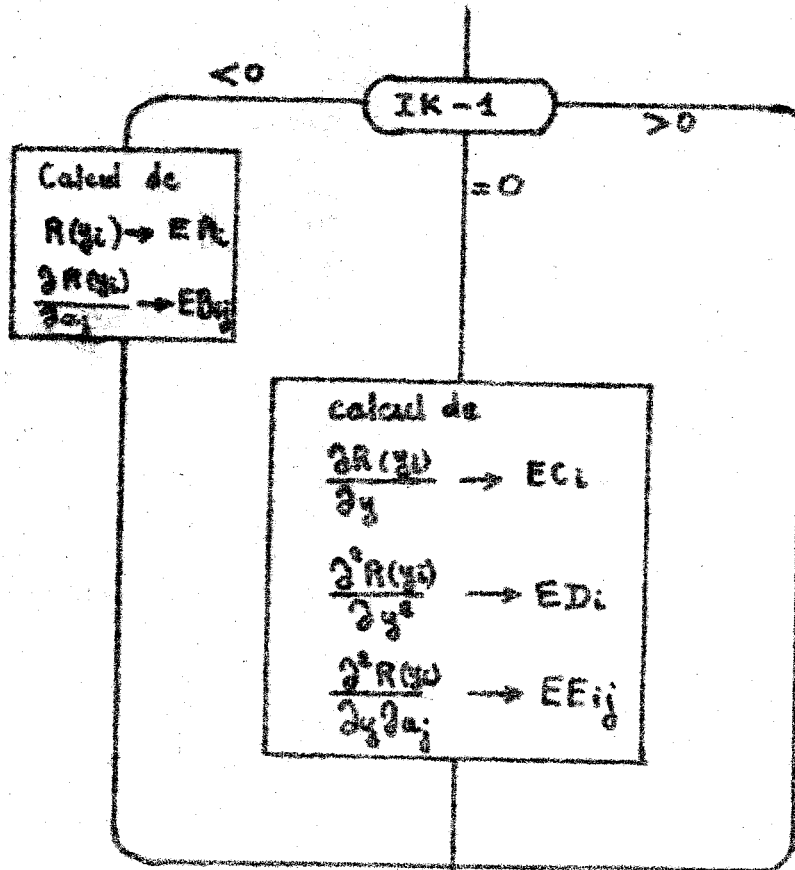 <0
IK-1
>0
=0
Calcul de
R(yi) → EAi
∂R(yi)/∂aj → EBij
calcul de
∂R(yi)/∂y → ECi
∂²R(yi)/∂y² → EDi
∂²R(yi)/∂y∂aj → EEij